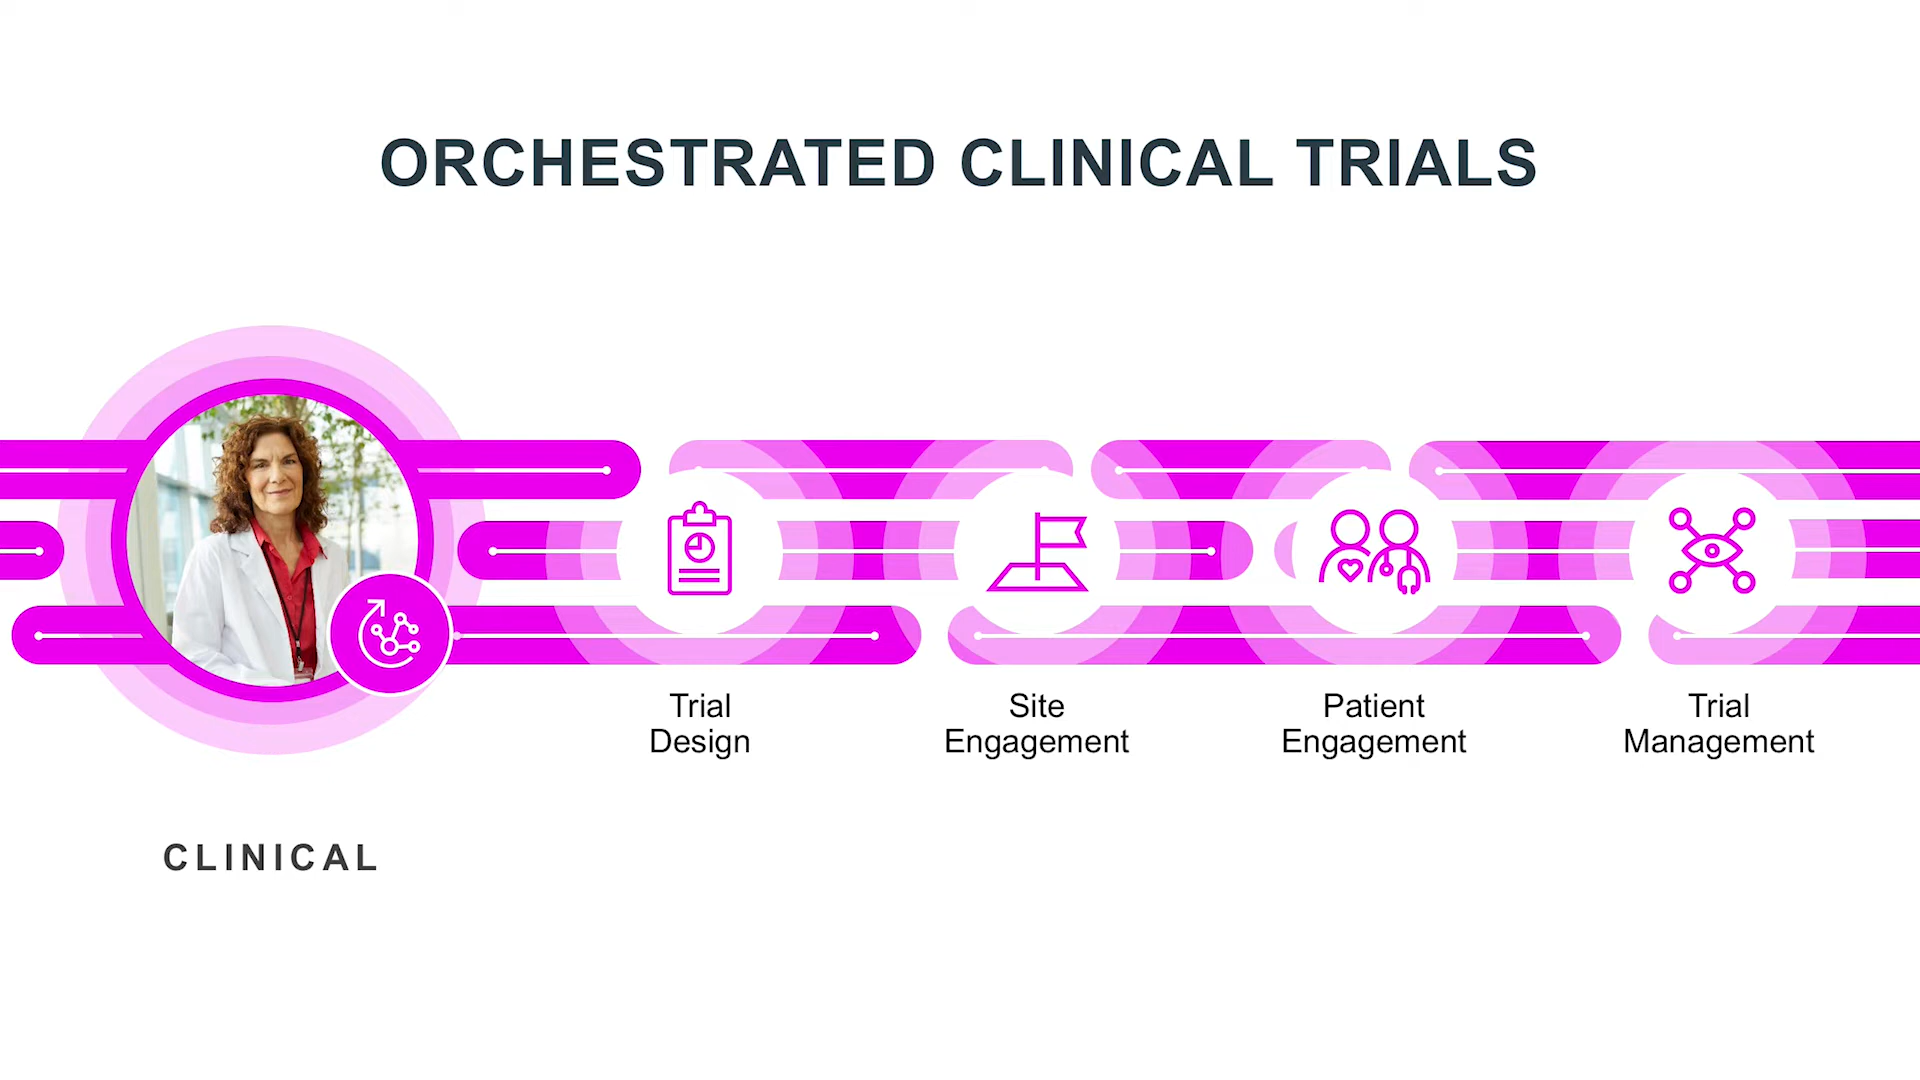 ORCHESTRATED CLINICAL TRIALS
Trial
Design
Site
Engagement
Patient
Engagement
Trial
Management
CLINICAL